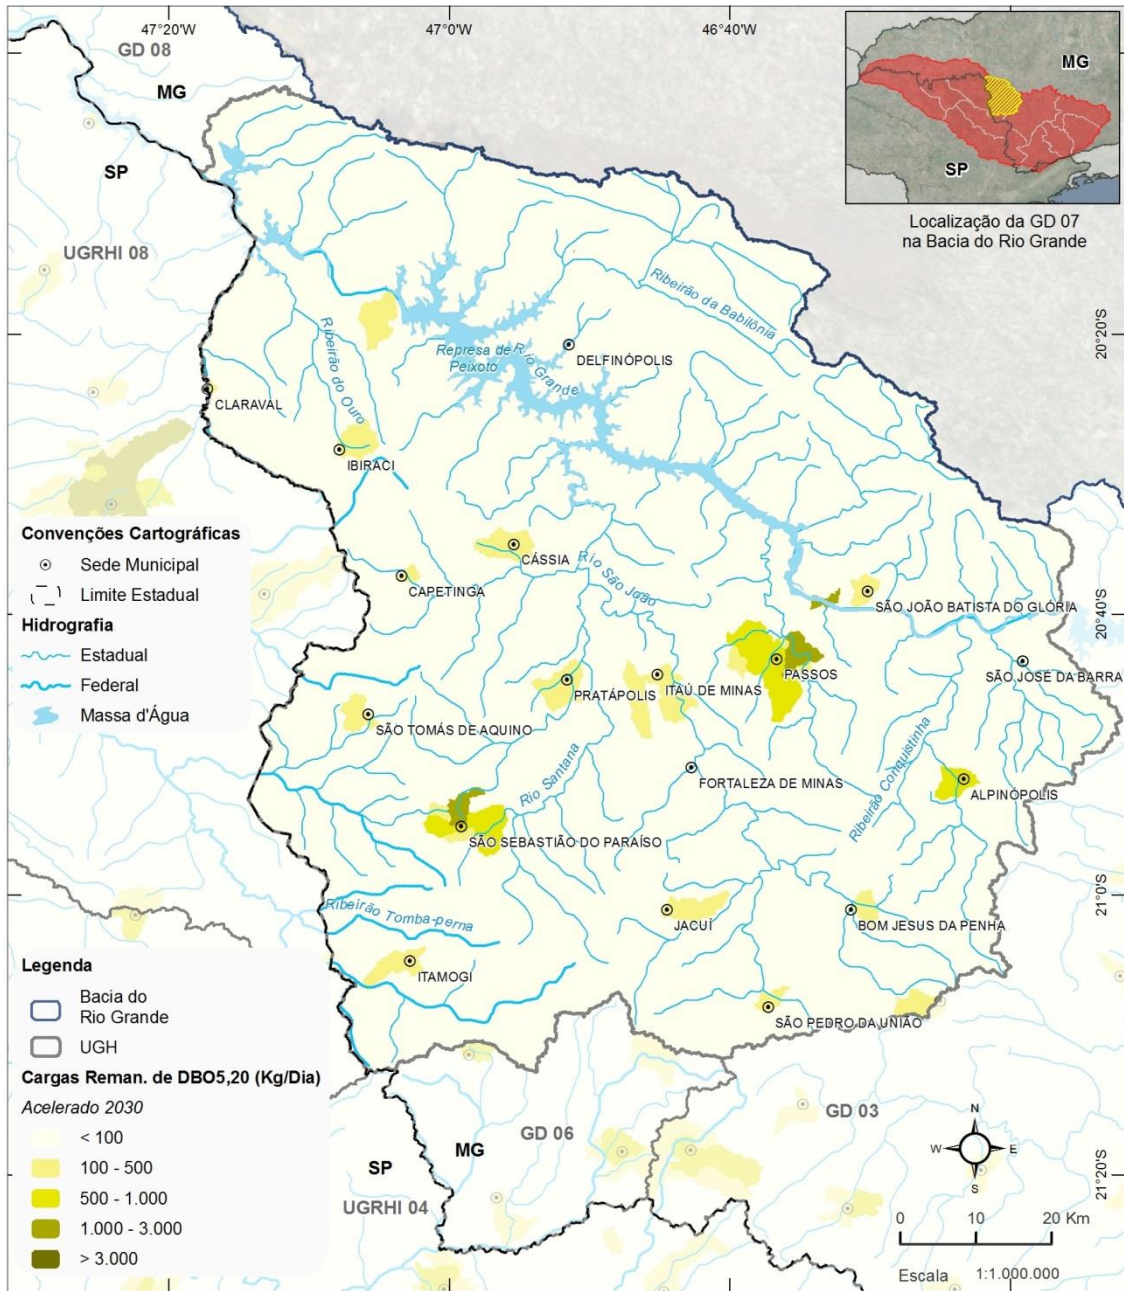 47°20'W
47°0'W
46°40'W
GD 08
MG
SP
UGRHI 08
MG
SP
Localização da GD 07
na Bacia do Rio Grande
Ribeirão da Babilônia
20°20'S
Ribeirão do Ouro
Represa de
Peixoto
Rio Grande
DELFINÓPOLIS
CLARAVAL
IBIRACI
Convenções Cartográficas
Sede Municipal
Limite Estadual
Hidrografia
Estadual
Federal
Massa d'Água
CÁSSIA
CAPETINGA
Rio São João
SÃO JOÃO BATISTA DO GLÓRIA
20°40'S
PASSOS
SÃO JOSÉ DA BARRA
PRATÁPOLIS
ITAÚ DE MINAS
SÃO TOMÁS DE AQUINO
FORTALEZA DE MINAS
Rio Santana
Ribeirão Conquistinha
ALPINÓPOLIS
SÃO SEBASTIÃO DO PARAÍSO
21°0'S
Ribeirão Tomba-perna
JACUÍ
BOM JESUS DA PENHA
ITAMOGI
SÃO PEDRO DA UNIÃO
Legenda
Bacia do
Rio Grande
UGH
Cargas Reman. de DBO5,20 (Kg/Dia)
Acelerado 2030
< 100
100 - 500
500 - 1.000
1.000 - 3.000
> 3.000
GD 03
GD 06
MG
SP
UGRHI 04
N
W
E
S
21°20'S
0 10 20 Km
Escala 1:1.000.000